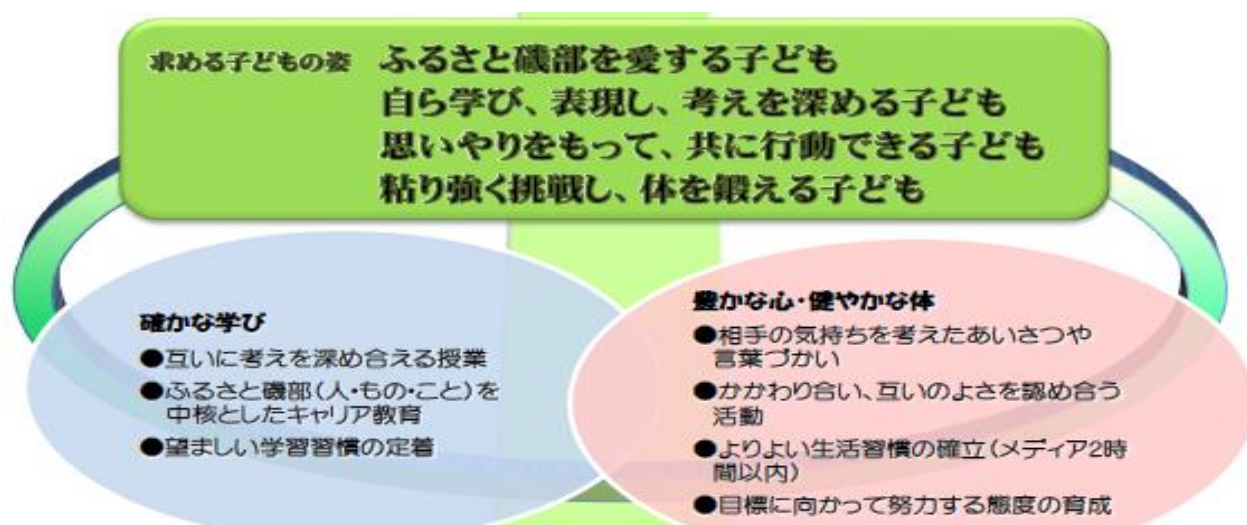 求める子どもの姿 ふるさと磯部を愛する子ども
自ら学び、表現し、考えを深める子ども
思いやりをもって、共に行動できる子ども
粘り強く挑戦し、体を鍛える子ども
確かな学び
●互いに考えを深め合える授業
●ふるさと磯部(人・もの・こと)を
中核としたキャリア教育
●望ましい学習習慣の定着
豊かな心・健やかな体
●相手の気持ちを考えたあいさつや
言葉づかい
●かかわり合い、互いのよさを認め合う
活動
●よりよい生活習慣の確立(メディア2時
間以内)
●目標に向かって努力する態度の育成